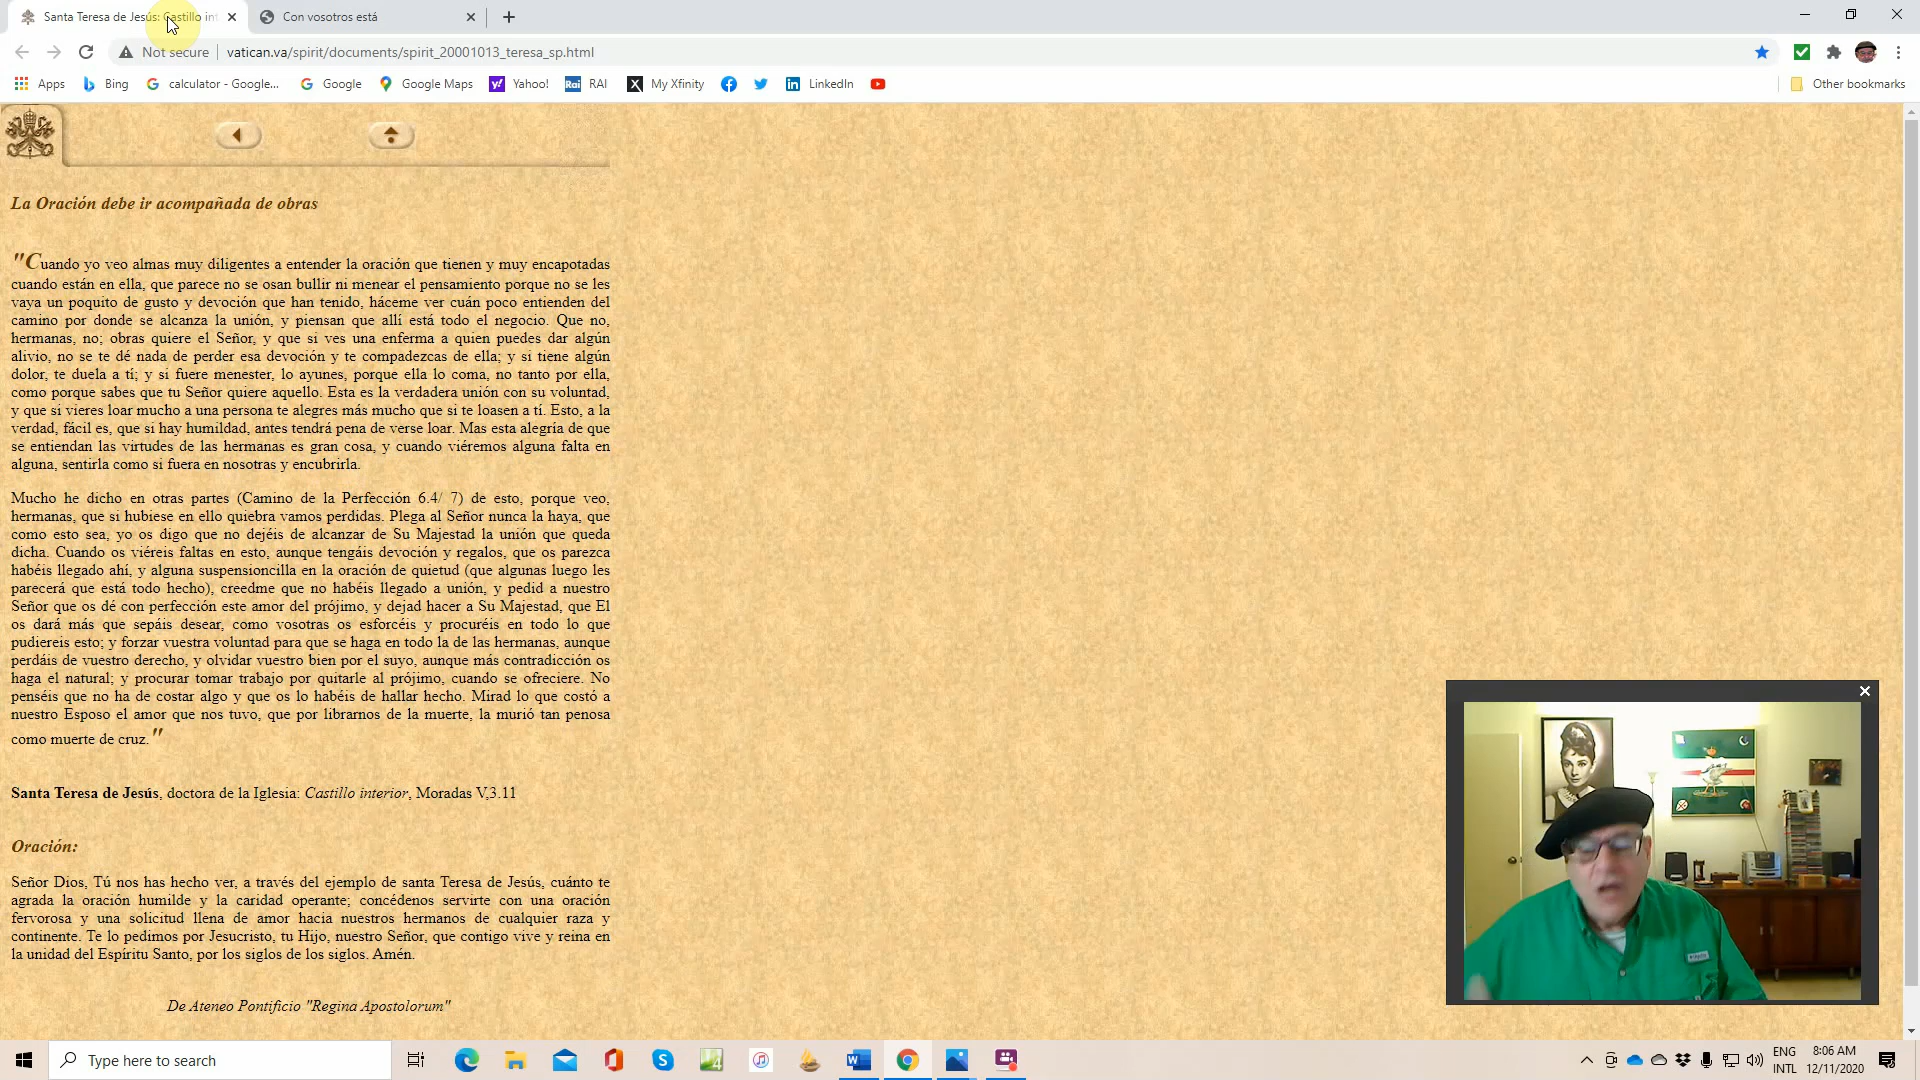 Santa Teresa de Jesús: Castillo int
Con vosotros está
Not secure
vatican.va/spirit/documents/spirit_20001013_teresa_sp.html
Apps
Bing
calculator - Google...
Google
Google Maps
Yahoo!
RAI
My Xfinity
LinkedIn
Other bookmarks
La Oración debe ir acompañada de obras
"Cuando yo veo almas muy diligentes a entender la oración que tienen y muy encapotadas
cuando están en ella, que parece no se osan bullir ni menear el pensamiento porque no se les
vaya un poquito de gusto y devoción que han tenido, háceme ver cuán poco entienden del
camino por donde se alcanza la unión, y piensan que allí está todo el negocio. Que no,
hermanas, no; obras quiere el Señor, y que si ves una enferma a quien puedes dar algún
alivio, no se te dé nada de perder esa devoción y te compadezcas de ella; y si tiene algún
dolor, te duela a tí; y si fuere menester, lo ayunes, porque ella lo coma, no tanto por ella,
como porque sabes que tu Señor quiere aquello. Esta es la verdadera unión con su voluntad,
y que si vieres loar mucho a una persona te alegres más mucho que si te loasen a tí. Esto, a la
verdad, fácil es, que si hay humildad, antes tendrá pena de verse loar. Mas esta alegría de que
se entiendan las virtudes de las hermanas es gran cosa, y cuando viéremos alguna falta en
alguna, sentirla como si fuera en nosotras y encubrirla.
Mucho he dicho en otras partes (Camino de la Perfección 6.4/ 7) de esto, porque veo,
hermanas, que si hubiese en ello quiebra vamos perdidas. Plega al Señor nunca la haya, que
como esto sea, yo os digo que no dejéis de alcanzar de Su Majestad la unión que queda
dicha. Cuando os viéreis faltas en esto, aunque tengáis devoción y regalos, que os parezca
habéis llegado ahí, y alguna suspensioncilla en la oración de quietud (que algunas luego les
parecerá que está todo hecho), creedme que no habéis llegado a unión, y pedid a nuestro
Señor que os dé con perfección este amor del prójimo, y dejad hacer a Su Majestad, que El
os dará más que sepáis desear, como vosotras os esforcéis y procuréis en todo lo que
pudiereis esto; y forzar vuestra voluntad para que se haga en todo la de las hermanas, aunque
perdáis de vuestro derecho, y olvidar vuestro bien por el suyo, aunque más contradicción os
haga el natural; y procurar tomar trabajo por quitarle al prójimo, cuando se ofreciere. No
penséis que no ha de costar algo y que os lo habéis de hallar hecho. Mirad lo que costó a
nuestro Esposo el amor que nos tuvo, que por librarnos de la muerte, la murió tan penosa
como muerte de cruz."
Santa Teresa de Jesús, doctora de la Iglesia: Castillo interior, Moradas V,3.11
Oración:
Señor Dios, Tú nos has hecho ver, a través del ejemplo de santa Teresa de Jesús, cuánto te
agrada la oración humilde y la caridad operante; concédenos servirte con una oración
fervorosa y una solicitud llena de amor hacia nuestros hermanos de cualquier raza y
continente. Te lo pedimos por Jesucristo, tu Hijo, nuestro Señor, que contigo vive y reina en
la unidad del Espíritu Santo, por los siglos de los siglos. Amén.
De Ateneo Pontificio "Regina Apostolorum"
Type here to search
ENG
INTL
8:06 AM
12/11/2020